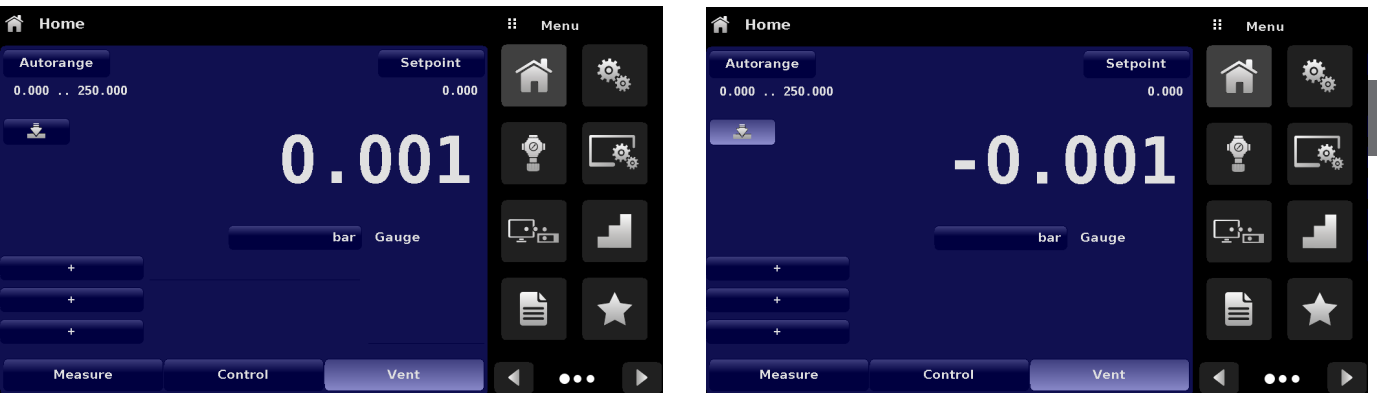 Home
Menu
Autorange
Setpoint
0.000 .. 250.000
0.000
0.001
bar
Gauge
+
+
+
Measure
Control
Vent
Home
Menu
Autorange
Setpoint
0.000 .. 250.000
0.000
-0.001
bar
Gauge
+
+
+
Measure
Control
Vent